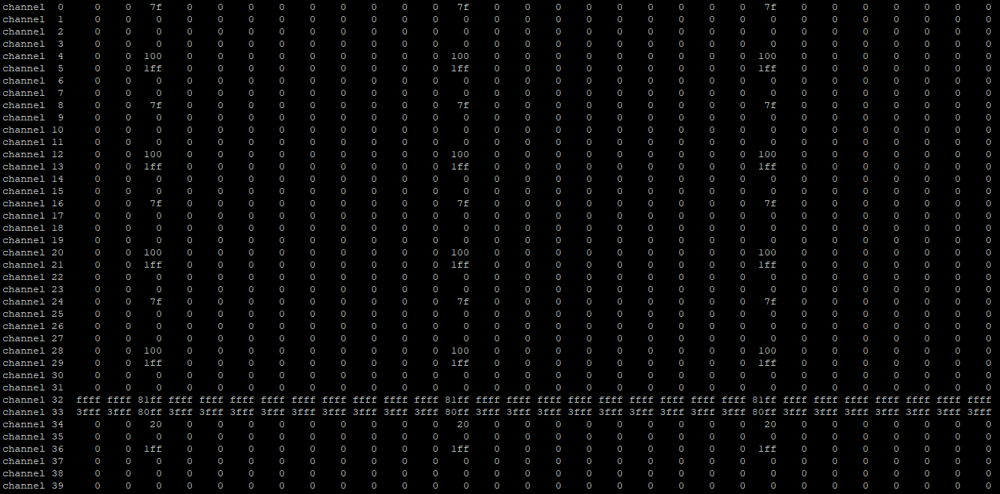 channel 0 0 0 7f 0 0 0 0 0 0 0 0 0 7f 0 0 0 0 0 0 0 0 0 7f 0 0 0 0 0 0 0
channel 1 0 0 0 0 0 0 0 0 0 0 0 0 0 0 0 0 0 0 0 0 0 0 0 0 0 0 0 0 0 0
channel 2 0 0 0 0 0 0 0 0 0 0 0 0 0 0 0 0 0 0 0 0 0 0 0 0 0 0 0 0 0 0
channel 3 0 0 0 0 0 0 0 0 0 0 0 0 0 0 0 0 0 0 0 0 0 0 0 0 0 0 0 0 0 0
channel 4 0 0 100 0 0 0 0 0 0 0 0 0 100 0 0 0 0 0 0 0 0 0 100 0 0 0 0 0 0 0
channel 5 0 0 1ff 0 0 0 0 0 0 0 0 0 1ff 0 0 0 0 0 0 0 0 0 1ff 0 0 0 0 0 0 0
channel 6 0 0 0 0 0 0 0 0 0 0 0 0 0 0 0 0 0 0 0 0 0 0 0 0 0 0 0 0 0 0
channel 7 0 0 0 0 0 0 0 0 0 0 0 0 0 0 0 0 0 0 0 0 0 0 0 0 0 0 0 0 0 0
channel 8 0 0 7f 0 0 0 0 0 0 0 0 0 7f 0 0 0 0 0 0 0 0 0 7f 0 0 0 0 0 0 0
channel 9 0 0 0 0 0 0 0 0 0 0 0 0 0 0 0 0 0 0 0 0 0 0 0 0 0 0 0 0 0 0
channel 10 0 0 0 0 0 0 0 0 0 0 0 0 0 0 0 0 0 0 0 0 0 0 0 0 0 0 0 0 0 0
channel 11 0 0 0 0 0 0 0 0 0 0 0 0 0 0 0 0 0 0 0 0 0 0 0 0 0 0 0 0 0 0
channel 12 0 0 100 0 0 0 0 0 0 0 0 0 100 0 0 0 0 0 0 0 0 0 100 0 0 0 0 0 0 0
channel 13 0 0 1ff 0 0 0 0 0 0 0 0 0 1ff 0 0 0 0 0 0 0 0 0 1ff 0 0 0 0 0 0 0
channel 14 0 0 0 0 0 0 0 0 0 0 0 0 0 0 0 0 0 0 0 0 0 0 0 0 0 0 0 0 0 0
channel 15 0 0 0 0 0 0 0 0 0 0 0 0 0 0 0 0 0 0 0 0 0 0 0 0 0 0 0 0 0 0
channel 16 0 0 7f 0 0 0 0 0 0 0 0 0 7f 0 0 0 0 0 0 0 0 0 7f 0 0 0 0 0 0 0
channel 17 0 0 0 0 0 0 0 0 0 0 0 0 0 0 0 0 0 0 0 0 0 0 0 0 0 0 0 0 0 0
channel 18 0 0 0 0 0 0 0 0 0 0 0 0 0 0 0 0 0 0 0 0 0 0 0 0 0 0 0 0 0 0
channel 19 0 0 0 0 0 0 0 0 0 0 0 0 0 0 0 0 0 0 0 0 0 0 0 0 0 0 0 0 0 0
channel 20 0 0 100 0 0 0 0 0 0 0 0 0 100 0 0 0 0 0 0 0 0 0 100 0 0 0 0 0 0 0
channel 21 0 0 1ff 0 0 0 0 0 0 0 0 0 1ff 0 0 0 0 0 0 0 0 0 1ff 0 0 0 0 0 0 0
channel 22 0 0 0 0 0 0 0 0 0 0 0 0 0 0 0 0 0 0 0 0 0 0 0 0 0 0 0 0 0 0
channel 23 0 0 0 0 0 0 0 0 0 0 0 0 0 0 0 0 0 0 0 0 0 0 0 0 0 0 0 0 0 0
channel 24 0 0 7f 0 0 0 0 0 0 0 0 0 7f 0 0 0 0 0 0 0 0 0 7f 0 0 0 0 0 0 0
channel 25 0 0 0 0 0 0 0 0 0 0 0 0 0 0 0 0 0 0 0 0 0 0 0 0 0 0 0 0 0 0
channel 26 0 0 0 0 0 0 0 0 0 0 0 0 0 0 0 0 0 0 0 0 0 0 0 0 0 0 0 0 0 0
channel 27 0 0 0 0 0 0 0 0 0 0 0 0 0 0 0 0 0 0 0 0 0 0 0 0 0 0 0 0 0 0
channel 28 0 0 100 0 0 0 0 0 0 0 0 0 100 0 0 0 0 0 0 0 0 0 100 0 0 0 0 0 0 0
channel 29 0 0 1ff 0 0 0 0 0 0 0 0 0 1ff 0 0 0 0 0 0 0 0 0 1ff 0 0 0 0 0 0 0
channel 30 0 0 0 0 0 0 0 0 0 0 0 0 0 0 0 0 0 0 0 0 0 0 0 0 0 0 0 0 0 0
channel 31 0 0 0 0 0 0 0 0 0 0 0 0 0 0 0 0 0 0 0 0 0 0 0 0 0 0 0 0 0 0
channel 32 ffff ffff 81ff ffff ffff ffff ffff ffff ffff ffff ffff ffff 81ff ffff ffff ffff ffff ffff ffff ffff ffff ffff 81ff ffff ffff ffff ffff ffff ffff ffff
channel 33 3fff 3fff 80ff 3fff 3fff 3fff 3fff 3fff 3fff 3fff 3fff 3fff 80ff 3fff 3fff 3fff 3fff 3fff 3fff 3fff 3fff 3fff 80ff 3fff 3fff 3fff 3fff 3fff 3fff 3fff
channel 34 0 0 20 0 0 0 0 0 0 0 0 0 20 0 0 0 0 0 0 0 0 0 20 0 0 0 0 0 0 0
channel 35 0 0 0 0 0 0 0 0 0 0 0 0 0 0 0 0 0 0 0 0 0 0 0 0 0 0 0 0 0 0
channel 36 0 0 1ff 0 0 0 0 0 0 0 0 0 1ff 0 0 0 0 0 0 0 0 0 1ff 0 0 0 0 0 0 0
channel 37 0 0 0 0 0 0 0 0 0 0 0 0 0 0 0 0 0 0 0 0 0 0 0 0 0 0 0 0 0 0
channel 38 0 0 0 0 0 0 0 0 0 0 0 0 0 0 0 0 0 0 0 0 0 0 0 0 0 0 0 0 0 0
channel 39 0 0 0 0 0 0 0 0 0 0 0 0 0 0 0 0 0 0 0 0 0 0 0 0 0 0 0 0 0 0